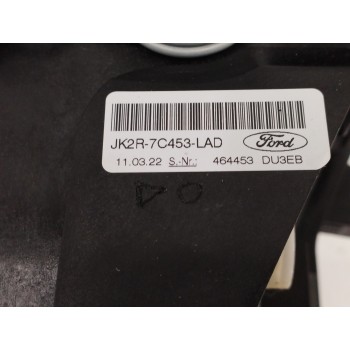 JK2R-7C453-LAD Ford
11.03.22 S.-Nr.: 464453 DU3EB